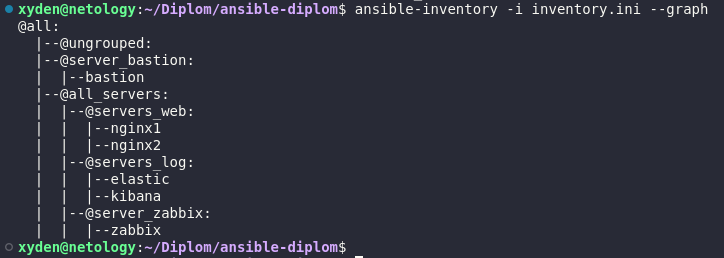 xyden@netology:~/Diplom/ansible-diplom$ ansible-inventory -i inventory.ini --graph
@all:
  |--@ungrouped:
  |--@server_bastion:
  |  |--bastion
  |--@all_servers:
  |  |--@servers_web:
  |  |  |--nginx1
  |  |  |--nginx2
  |  |--@servers_log:
  |  |  |--elastic
  |  |  |--kibana
  |  |--@server_zabbix:
  |  |  |--zabbix
xyden@netology:~/Diplom/ansible-diplom$